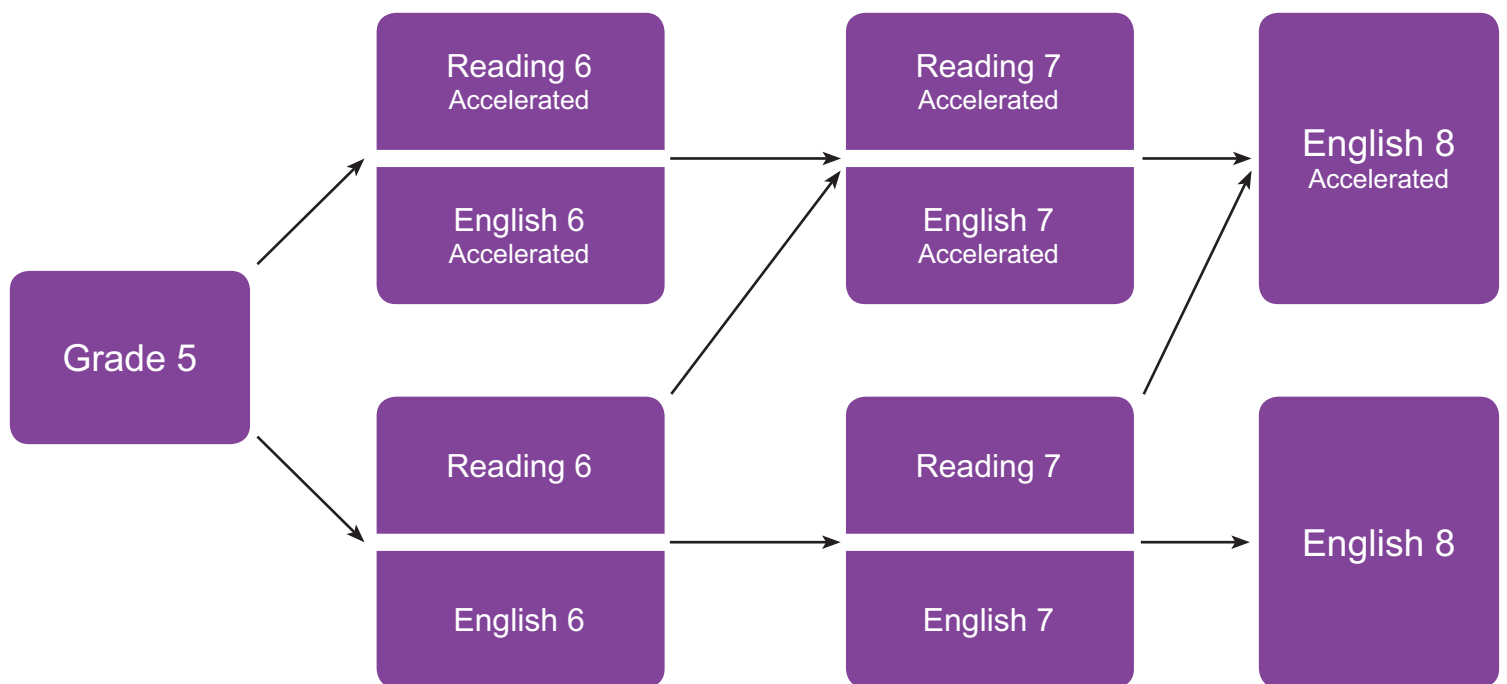 Grade 5
Reading 6
Accelerated
English 6
Accelerated
Reading 6
English 6
Reading 7
Accelerated
English 7
Accelerated
Reading 7
English 7
English 8
Accelerated
English 8